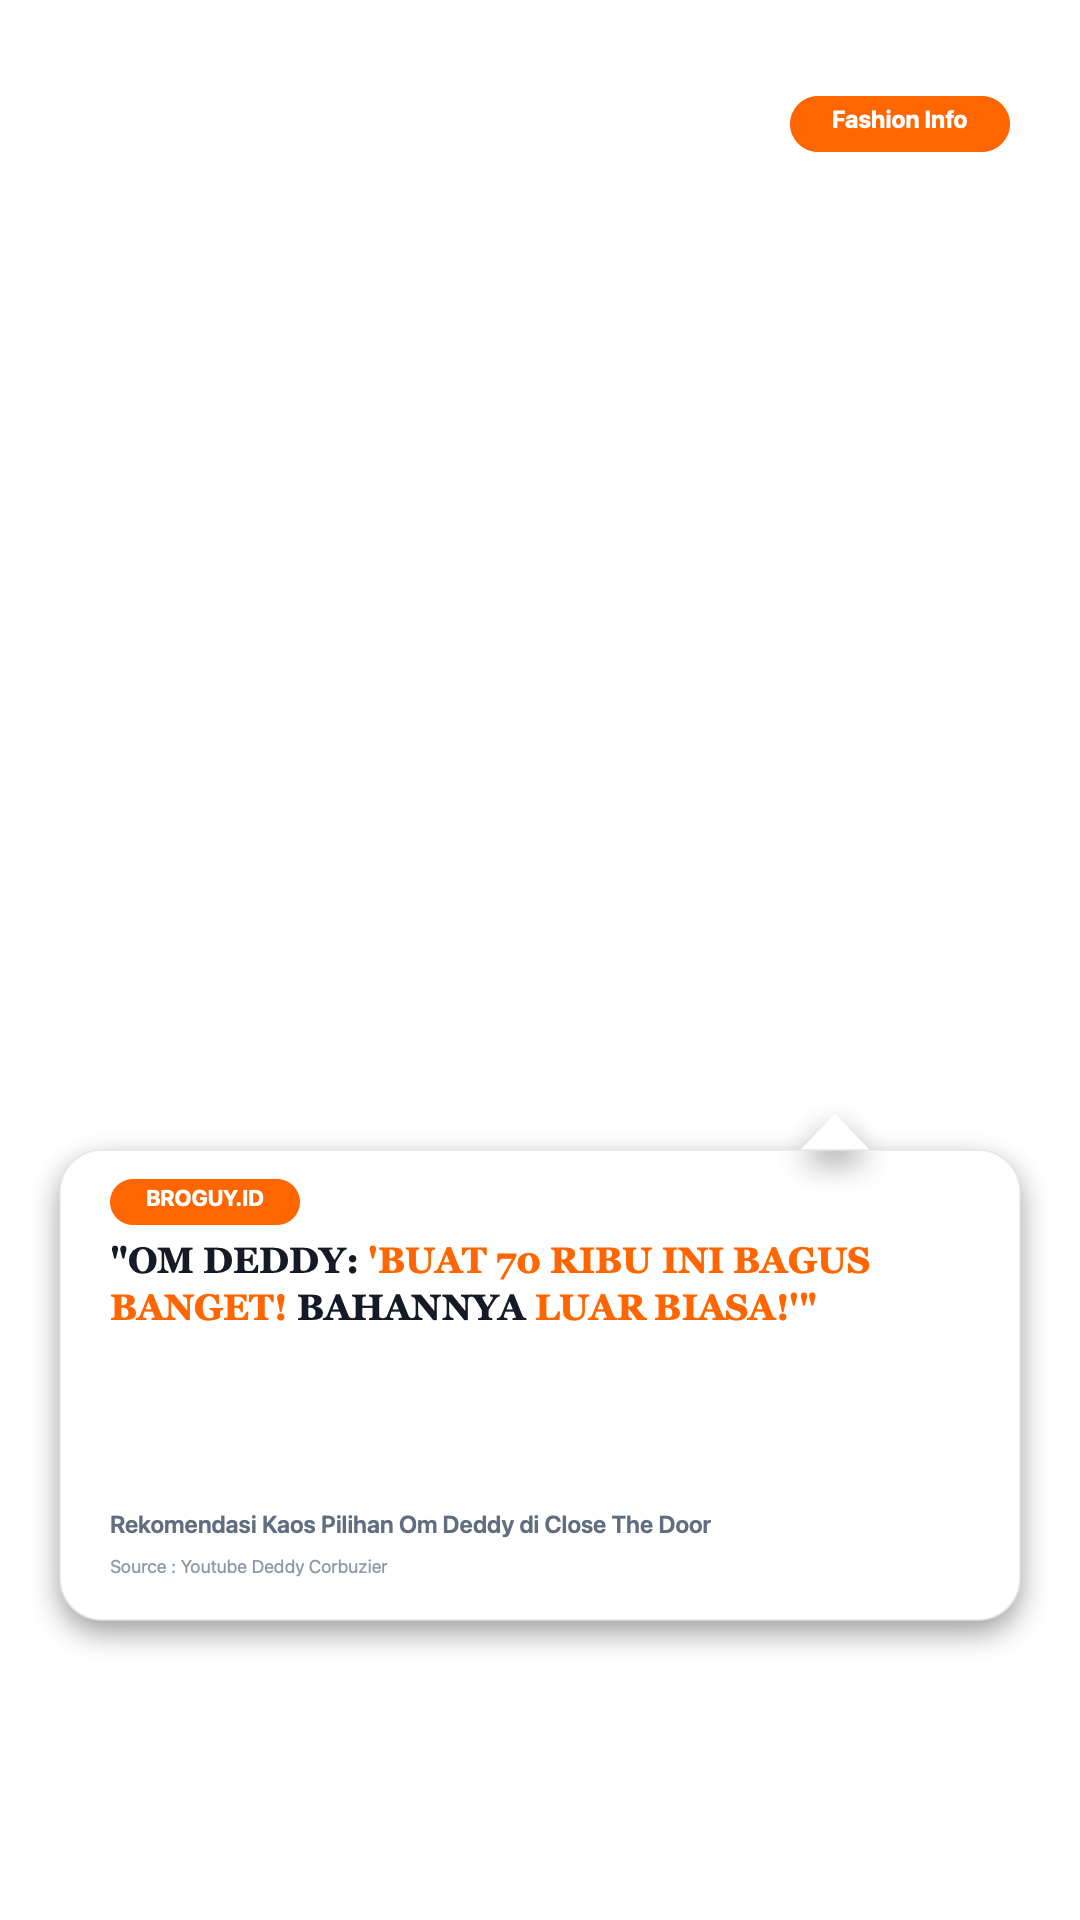 Fashion Info
BROGUY.ID
"OM DEDDY: 'BUAT 70 RIBU INI BAGUS
BANGET! BAHANNYA LUAR BIASA!'"
Rekomendasi Kaos Pilihan Om Deddy di Close The Door
Source : Youtube Deddy Corbuzier